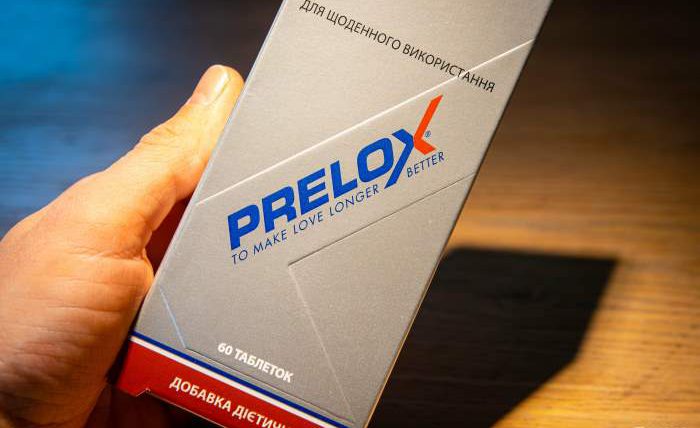 ДЛЯ ЩОДЕННОГО ВИКОРИСТАННЯ
PRELOX®
TO MAKE LOVE LONGER BETTER
60 ТАБЛЕТОК
ДОБАВКА